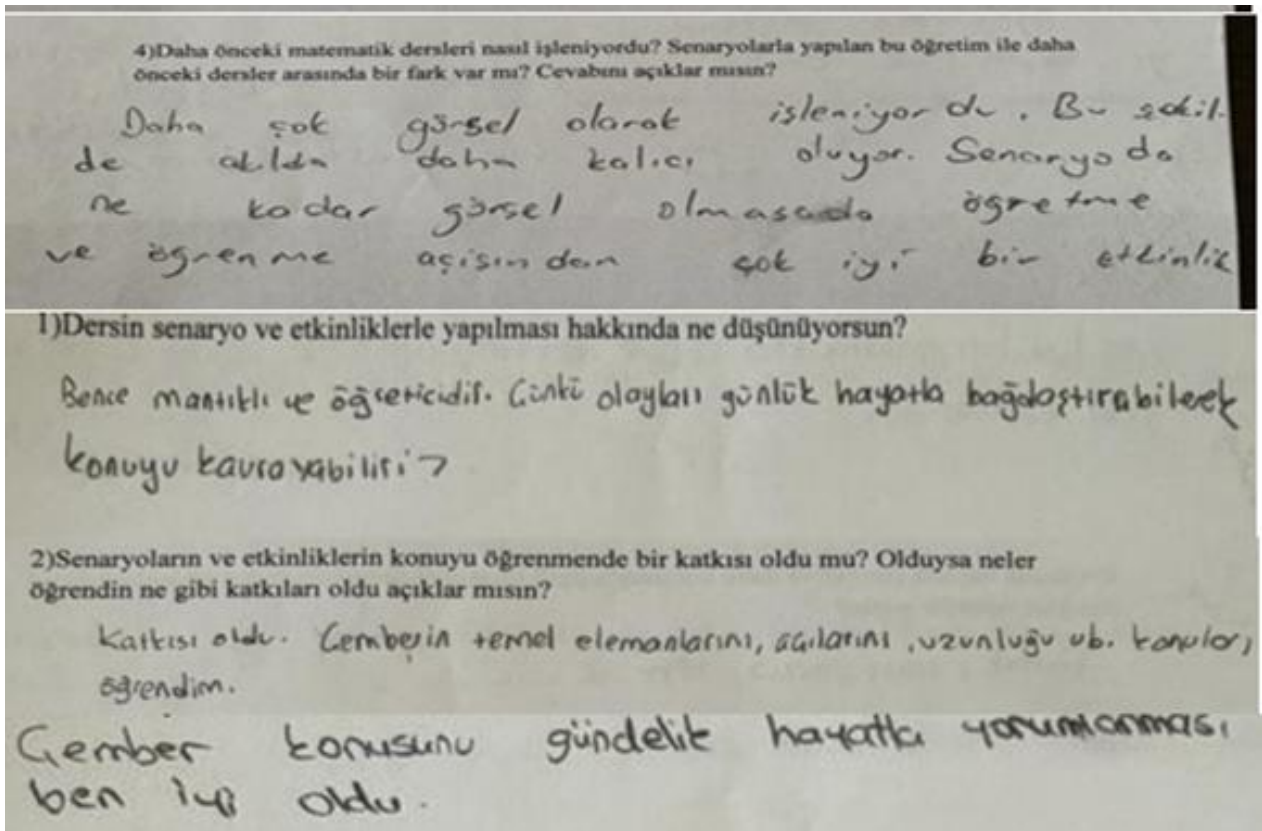 4)Daha önceki matematik dersleri nasıl işleniyordu? Senaryolarla yapılan bu öğretim ile daha
önceki dersler arasında bir fark var mı? Cevabını açıklar mısın?
Daha çok görsel olarak işleniyordu. Bu şekil-
de akılda daha kalıcı oluyor. Senaryoda
ne kadar görsel olmasada öğretme
ve öğrenme açısından çok iyi bir etkinlik
1)Dersin senaryo ve etkinliklerle yapılması hakkında ne düşünüyorsun?
Bence mantıklı ve öğreticidir. Çünkü olayları günlük hayatla bağdaştırabilerek
konuyu kavrayabiliriz
2)Senaryoların ve etkinliklerin konuyu öğrenmende bir katkısı oldu mu? Olduysa neler
öğrendin ne gibi katkıları oldu açıklar mısın?
Katkısı oldu. Çemberin temel elemanlarını, açılarını, uzunluğu vb. konuları
öğrendim.
Çember konusunu gündelik hayatla yorumlanması
ben iyi oldu.